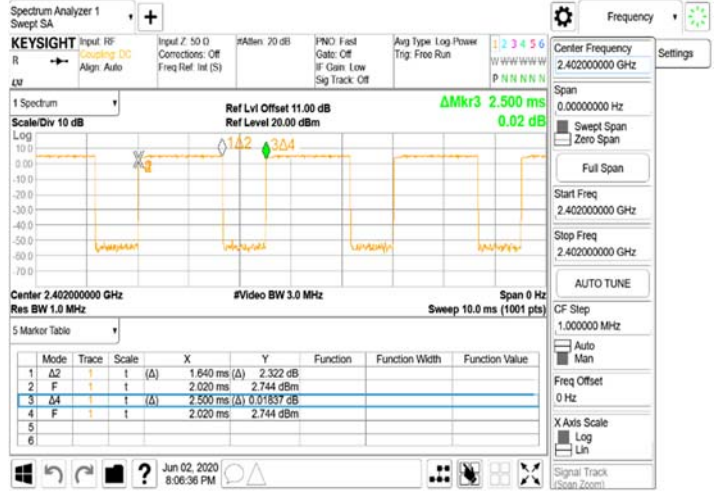 Spectrum Analyzer 1
Swept SA
+
Frequency
KEYSIGHT
R
LXI
Input: RF
Coupling: DC
Align: Auto
Input Z: 50 Ω
Corrections: Off
Freq Ref: Int (S)
#Atten: 20 dB
PNO: Fast
Gate: Off
IF Gain: Low
Sig Track: Off
Avg Type: Log-Power
Trig: Free Run
1 2 3 4 5 6
W W W W W W
P N N N N N
Center Frequency
2.402000000 GHz
Settings
Span
0.00000000 Hz
Swept Span
Zero Span
Full Span
Start Freq
2.402000000 GHz
Stop Freq
2.402000000 GHz
AUTO TUNE
CF Step
1.000000 MHz
Auto
Man
Freq Offset
0 Hz
X Axis Scale
Log
Lin
Signal Track
(Span Zoom)
1 Spectrum
Scale/Div 10 dB
Ref Lvl Offset 11.00 dB
Ref Level 20.00 dBm
ΔMkr3 2.500 ms
0.02 dB
Log
10.0
0.00
-10.0
-20.0
-30.0
-40.0
-50.0
-60.0
-70.0
1Δ2
3Δ4
Center 2.402000000 GHz
Res BW 1.0 MHz
#Video BW 3.0 MHz
Span 0 Hz
Sweep 10.0 ms (1001 pts)
5 Marker Table
Mode Trace Scale X Y Function Function Width Function Value
1 Δ2 1 t (Δ) 1.640 ms (Δ) 2.322 dB
2 F 1 t 2.020 ms 2.744 dBm
3 Δ4 1 t (Δ) 2.500 ms (Δ) 0.01837 dB
4 F 1 t 2.020 ms 2.744 dBm
5
6
?
Jun 02, 2020
8:06:36 PM